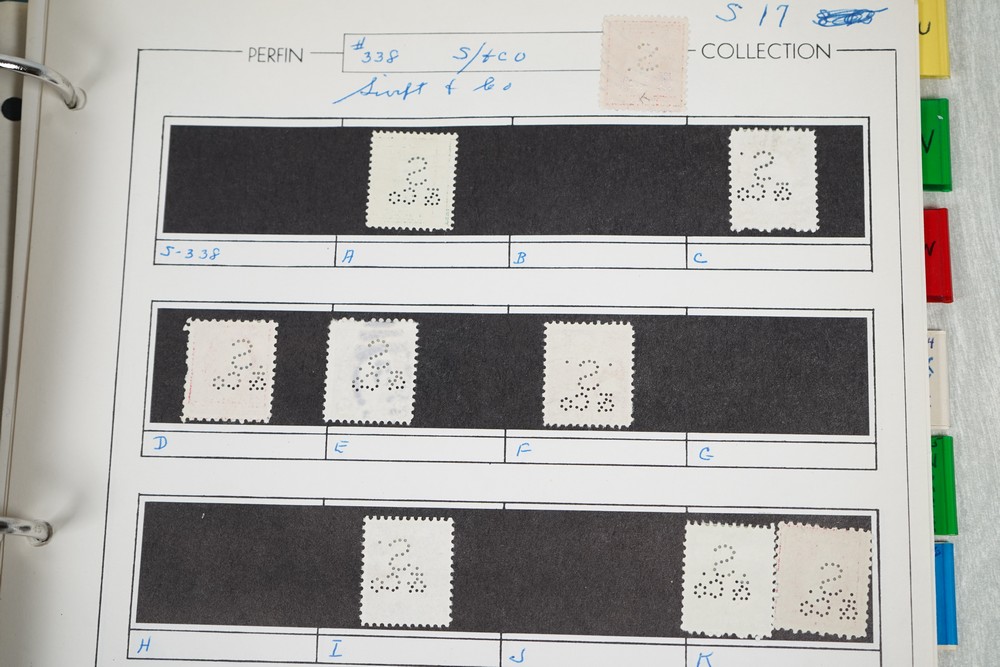 S 17
PERFIN #338 S/+CO COLLECTION
Swift & Co
S-338 A B C
D E F G
H I J K